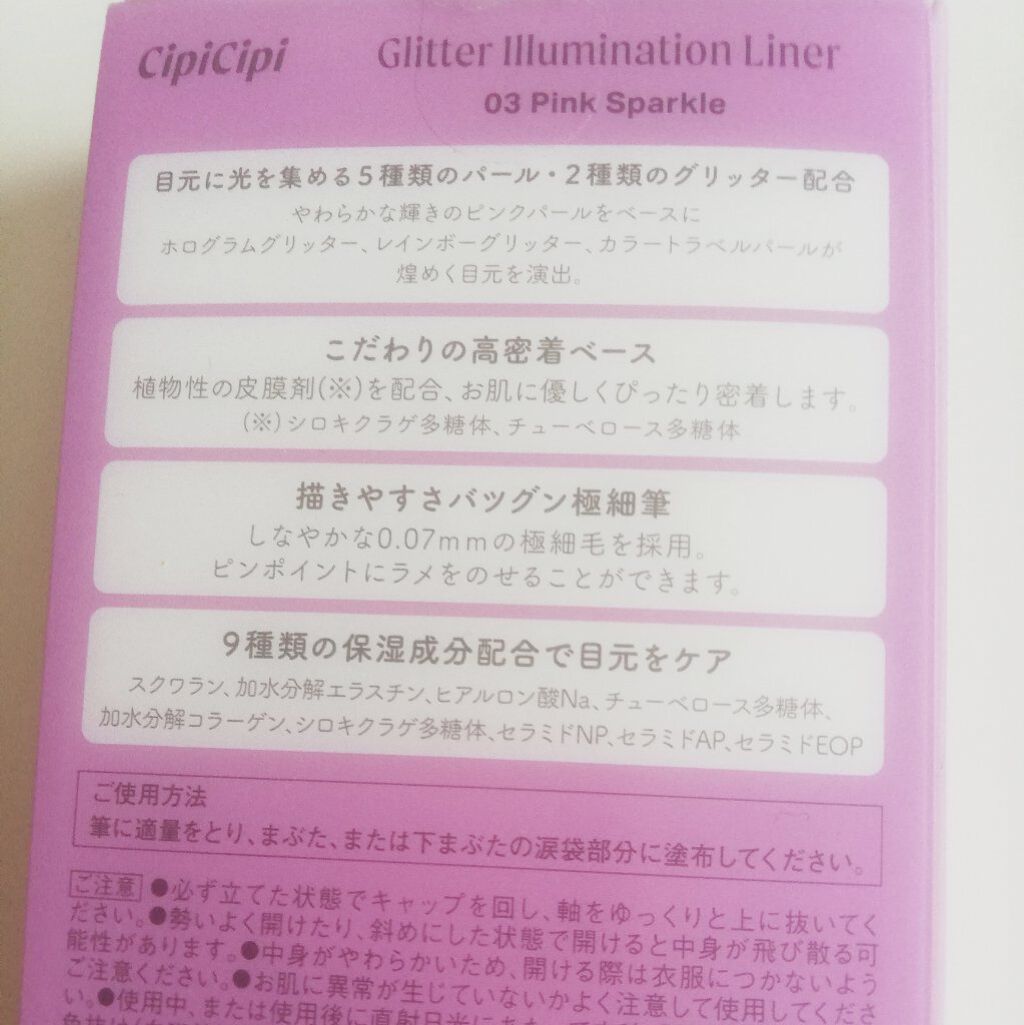 CipiCipi
Glitter Illumination Liner
03 Pink Sparkle
目元に光を集める5種類のパール・2種類のグリッター配合
やわらかな輝きのピンクパールをベースに
ホログラムグリッター、レインボーグリッター、カラートラベルパールが
煌めく目元を演出。
こだわりの高密着ベース
植物性の皮膜剤(※)を配合、お肌に優しくぴったり密着します。
(※)シロキクラゲ多糖体、チューベロース多糖体
描きやすさバツグン極細筆
しなやかな0.07mmの極細毛を採用。
ピンポイントにラメをのせることができます。
9種類の保湿成分配合で目元をケア
スクワラン、加水分解エラスチン、ヒアルロン酸Na、チューベロース多糖体、
加水分解コラーゲン、シロキクラゲ多糖体、セラミドNP、セラミドAP、セラミドEOP
ご使用方法
筆に適量をとり、まぶた、または下まぶたの涙袋部分に塗布してください。
ご注意 ●必ず立てた状態でキャップを回し、軸をゆっくりと上に抜いてく
ださい。●勢いよく開けたり、斜めにした状態で開けると中身が飛び散る可
能性があります。●中身がやわらかいため、開ける際は衣服につかないよう
ご注意ください。●お肌に異常が生じていないかよく注意して使用してくださ
い。●使用中、または使用後に直射日光に